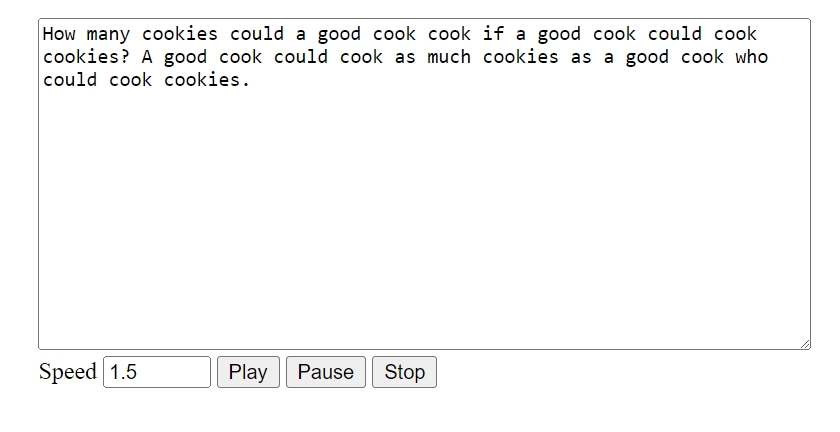 How many cookies could a good cook cook if a good cook could cook
cookies? A good cook could cook as much cookies as a good cook who
could cook cookies.
Speed 1.5 Play Pause Stop